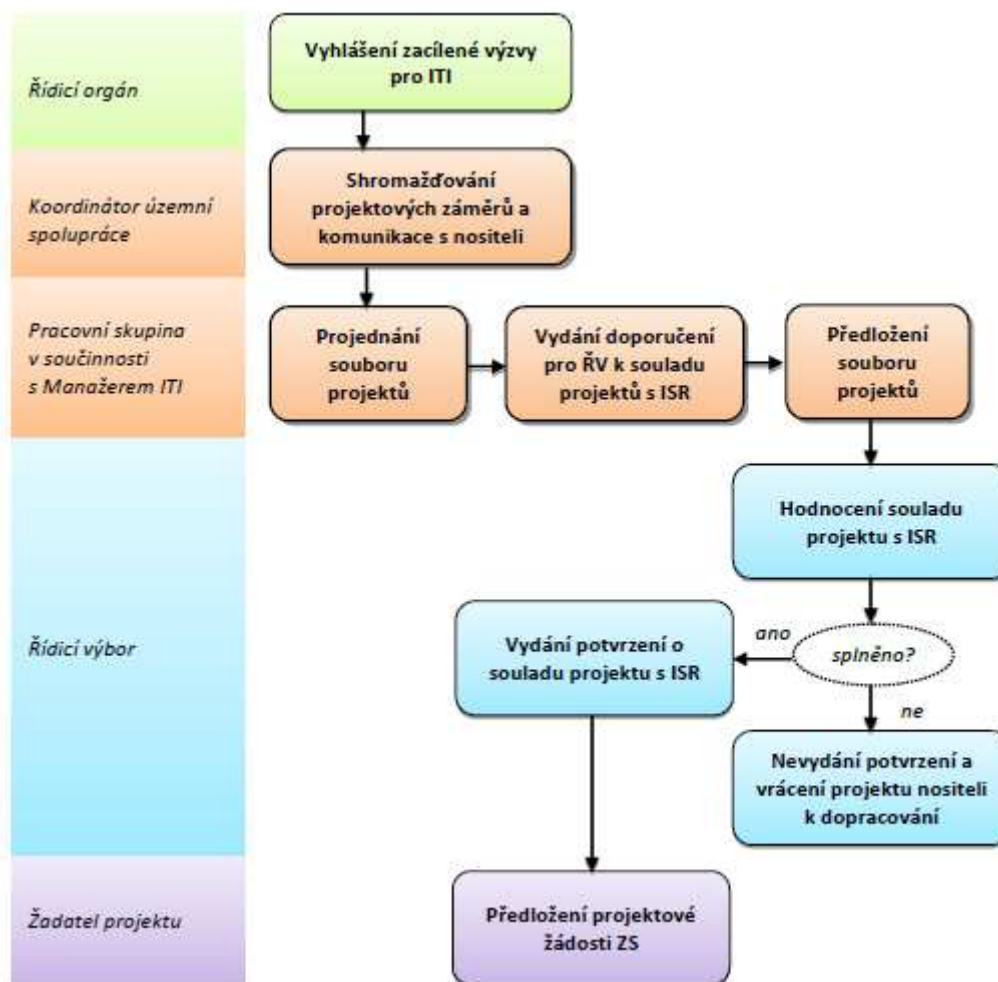 Řídicí orgán
Vyhlášení zacílené výzvy
pro ITI
Koordinátor územní
spolupráce
Shromažďování
projektových záměrů a
komunikace s nositeli
Pracovní skupina
v součinnosti
s Manažerem ITI
Projednání
souboru
projektů
Vydání doporučení
pro ŘV k souladu
projektů s ISR
Předložení
souboru
projektů
Řídicí výbor
Hodnocení souladu
projektu s ISR
splněno?
ano
Vydání potvrzení o
souladu projektu s ISR
ne
Nevydání potvrzení a
vrácení projektu nositeli
k dopracování
Žadatel projektu
Předložení projektové
žádosti ZS